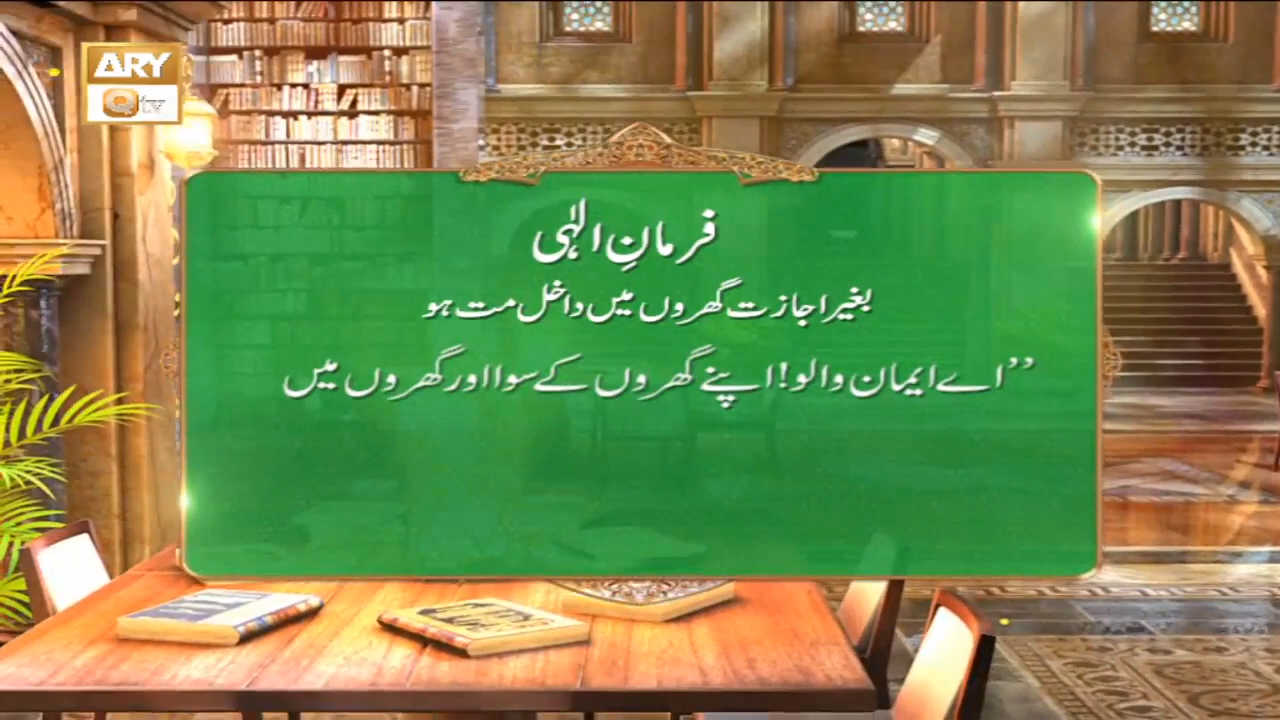 ARY
Qtv
فرمانِ الٰہی
بغیر اجازت گھروں میں داخل مت ہو
’’اے ایمان والو! اپنے گھروں کے سوا اور گھروں میں